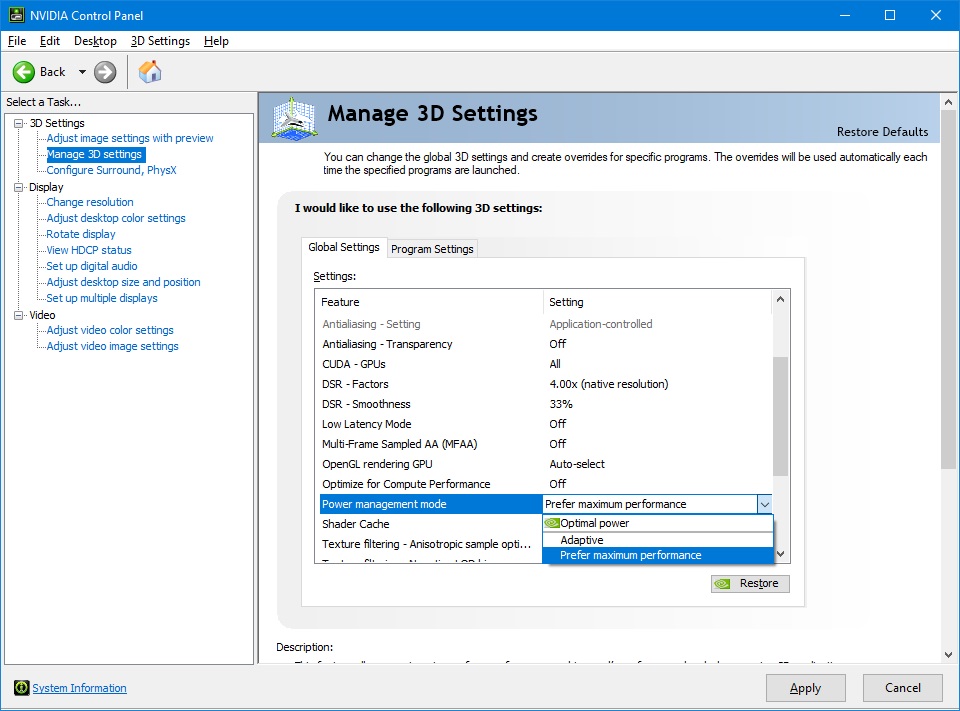 NVIDIA Control Panel
File Edit Desktop 3D Settings Help
Back
Select a Task...
3D Settings
Adjust image settings with preview
Manage 3D settings
Configure Surround, PhysX
Display
Change resolution
Adjust desktop color settings
Rotate display
View HDCP status
Set up digital audio
Adjust desktop size and position
Set up multiple displays
Video
Adjust video color settings
Adjust video image settings
System Information
Manage 3D Settings
Restore Defaults
You can change the global 3D settings and create overrides for specific programs. The overrides will be used automatically each
time the specified programs are launched.
I would like to use the following 3D settings:
Global Settings Program Settings
Settings:
Feature Setting
Antialiasing - Setting Application-controlled
Antialiasing - Transparency Off
CUDA - GPUs All
DSR - Factors 4.00x (native resolution)
DSR - Smoothness 33%
Low Latency Mode Off
Multi-Frame Sampled AA (MFAA) Off
OpenGL rendering GPU Auto-select
Optimize for Compute Performance Off
Power management mode Prefer maximum performance
Shader Cache
Texture filtering - Anisotropic sample opti...
Optimal power
Adaptive
Prefer maximum performance
Restore
Description:
Apply Cancel